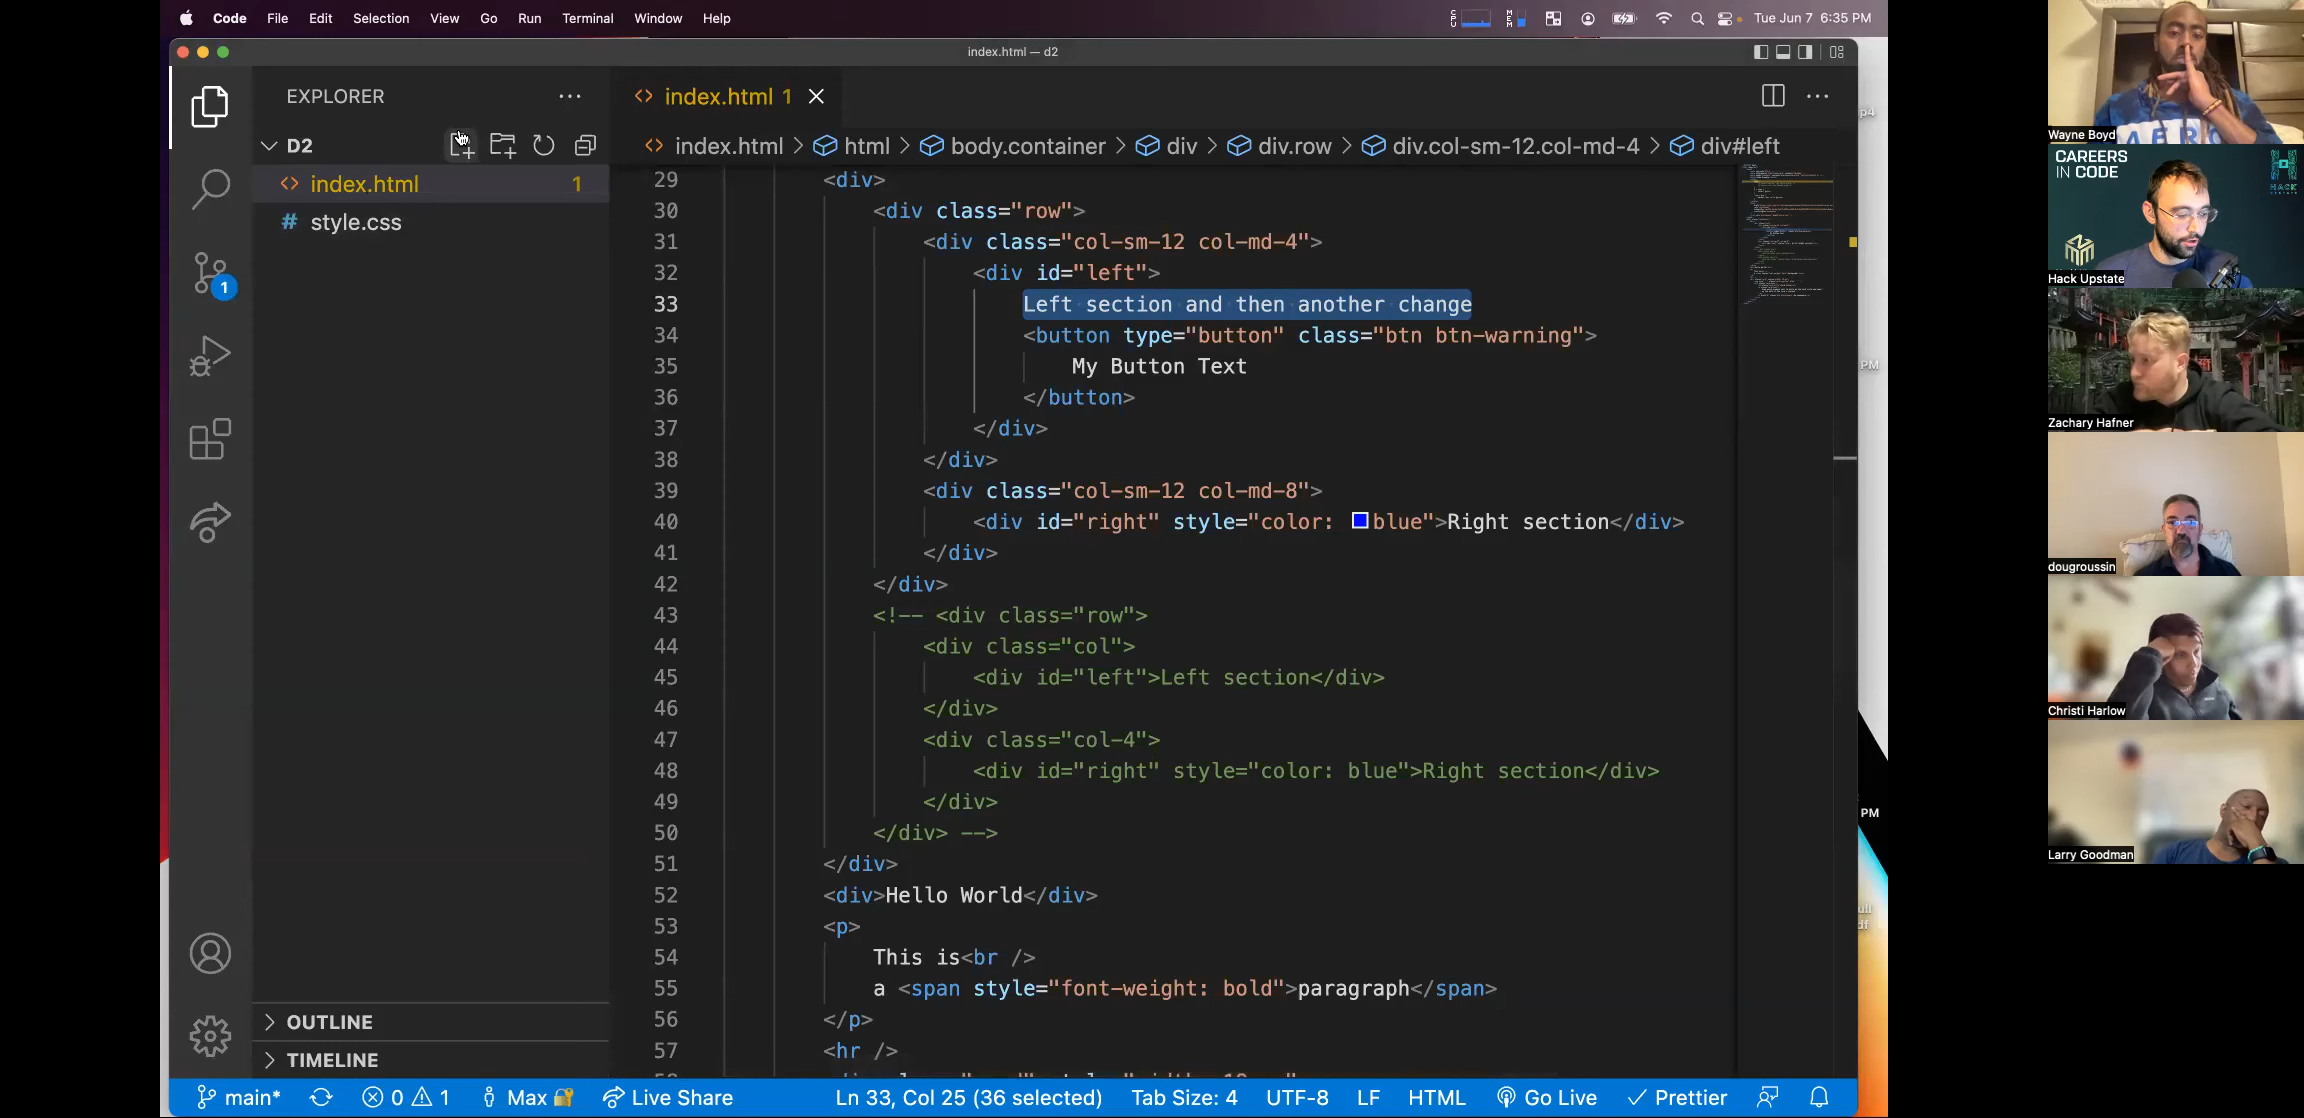 Code File Edit Selection View Go Run Terminal Window Help
CPU MEM Tue Jun 7 6:35 PM
index.html — d2
EXPLORER
D2
index.html 1
style.css
OUTLINE
TIMELINE
index.html 1
index.html > html > body.container > div > div.row > div.col-sm-12.col-md-4 > div#left
29 <div>
30 <div class="row">
31 <div class="col-sm-12 col-md-4">
32 <div id="left">
33 Left section and then another change
34 <button type="button" class="btn btn-warning">
35 My Button Text
36 </button>
37 </div>
38 </div>
39 <div class="col-sm-12 col-md-8">
40 <div id="right" style="color: blue">Right section</div>
41 </div>
42 </div>
43 <!-- <div class="row">
44 <div class="col">
45 <div id="left">Left section</div>
46 </div>
47 <div class="col-4">
48 <div id="right" style="color: blue">Right section</div>
49 </div>
50 </div> -->
51 </div>
52 <div>Hello World</div>
53 <p>
54 This is<br />
55 a <span style="font-weight: bold">paragraph</span>
56 </p>
57 <hr />
1
main* 0 1 Max Live Share Ln 33, Col 25 (36 selected) Tab Size: 4 UTF-8 LF HTML Go Live Prettier
p4
PM
PM
Wayne Boyd
CAREERS
IN CODE
HACK
UPSTATE
Hack Upstate
Zachary Hafner
dougroussin
Christi Harlow
Larry Goodman